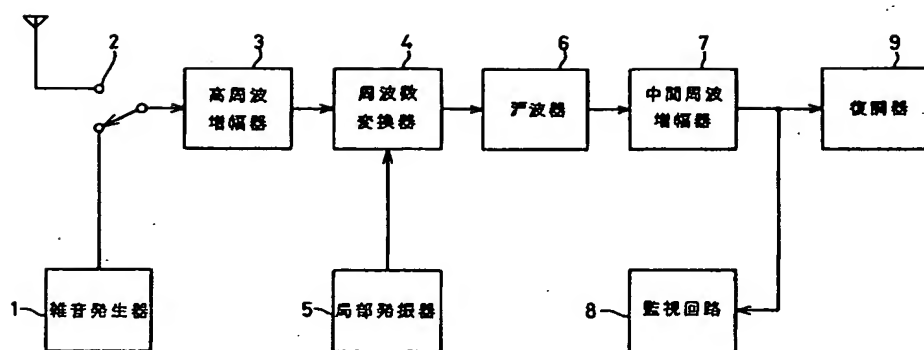 2
3
4
6
7
9
高周波
増幅器
周波数
変換器
戸波器
中間周波
増幅器
復調器
1
雑音発生器
5
局部発振器
8
監視回路